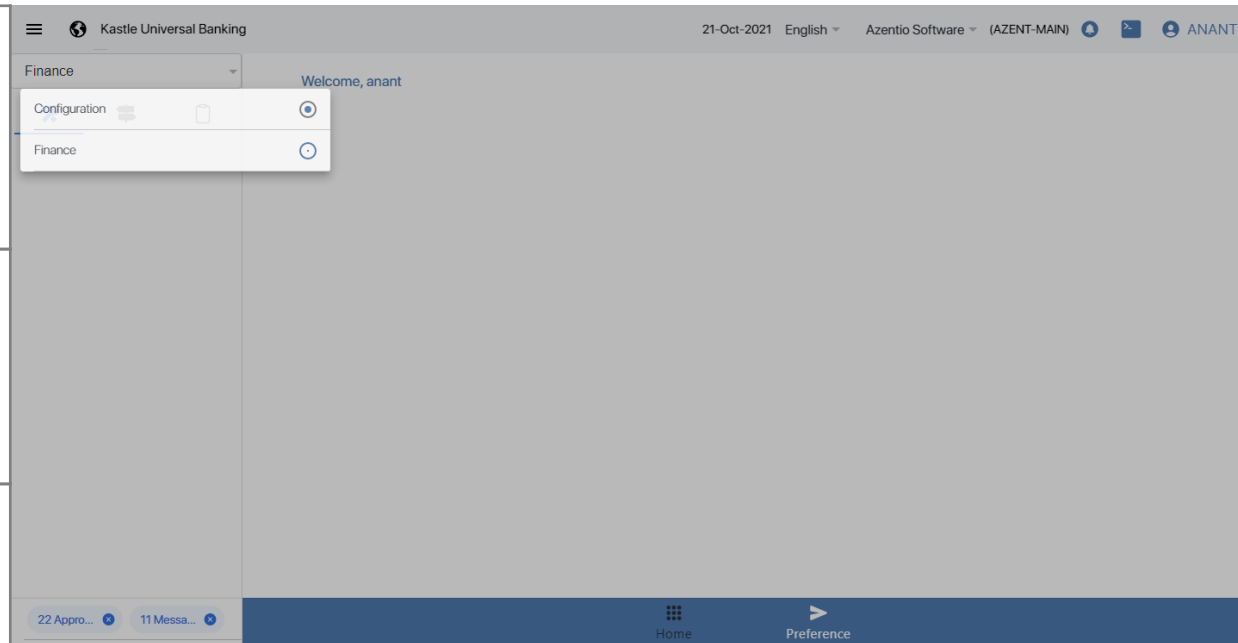 Kastle Universal Banking 21-Oct-2021 English Azentio Software (AZENT-MAIN) ANANT
Finance
Welcome, anant
Configuration
Finance
22 Appro... 11 Messa...
Home Preference